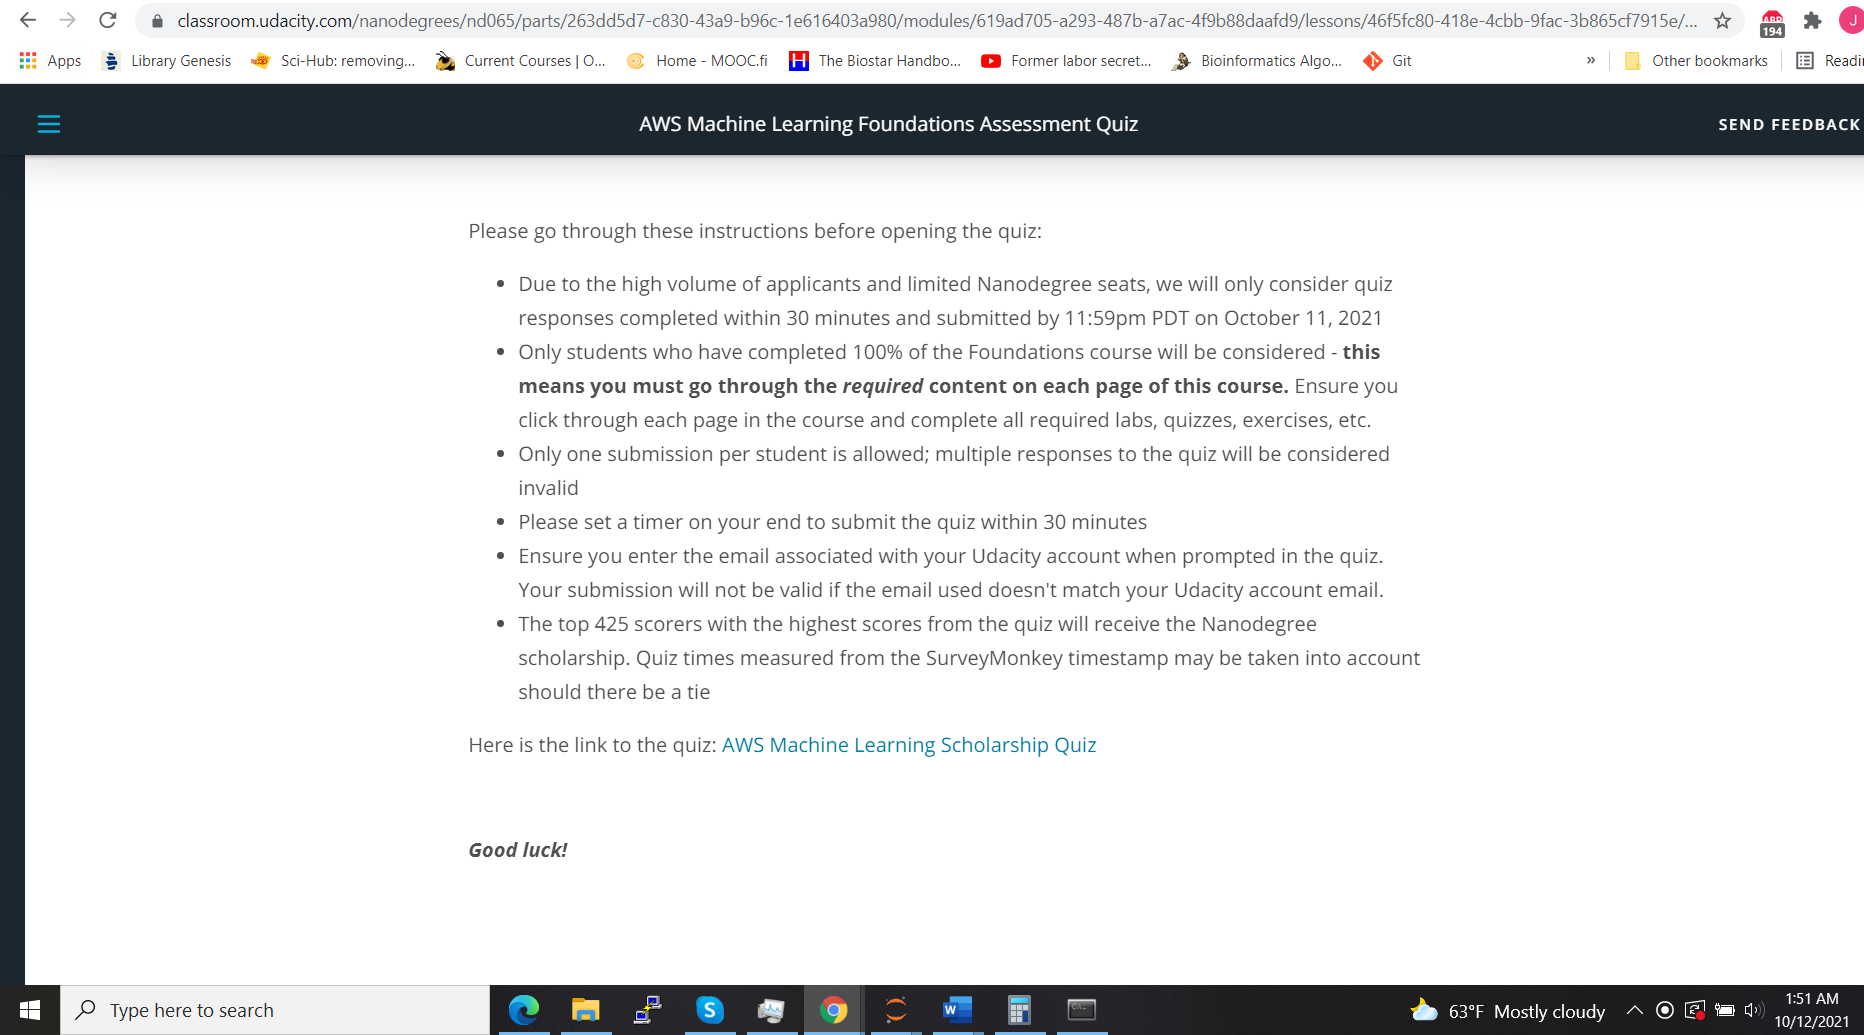 classroom.udacity.com/nanodegrees/nd065/parts/263dd5d7-c830-43a9-b96c-1e616403a980/modules/619ad705-a293-487b-a7ac-4f9b88daafd9/lessons/46f5fc80-418e-4cbb-9fac-3b865cf7915e/...
ABP
194
J
Apps
Library Genesis
Sci-Hub: removing...
Current Courses | O...
Home - MOOC.fi
The Biostar Handbo...
Former labor secret...
Bioinformatics Algo...
Git
»
Other bookmarks
Readi
AWS Machine Learning Foundations Assessment Quiz
SEND FEEDBACK
Please go through these instructions before opening the quiz:
• Due to the high volume of applicants and limited Nanodegree seats, we will only consider quiz
responses completed within 30 minutes and submitted by 11:59pm PDT on October 11, 2021
• Only students who have completed 100% of the Foundations course will be considered - this
means you must go through the required content on each page of this course. Ensure you
click through each page in the course and complete all required labs, quizzes, exercises, etc.
• Only one submission per student is allowed; multiple responses to the quiz will be considered
invalid
• Please set a timer on your end to submit the quiz within 30 minutes
• Ensure you enter the email associated with your Udacity account when prompted in the quiz.
Your submission will not be valid if the email used doesn't match your Udacity account email.
• The top 425 scorers with the highest scores from the quiz will receive the Nanodegree
scholarship. Quiz times measured from the SurveyMonkey timestamp may be taken into account
should there be a tie
Here is the link to the quiz: AWS Machine Learning Scholarship Quiz
Good luck!
Type here to search
63°F Mostly cloudy
1:51 AM
10/12/2021